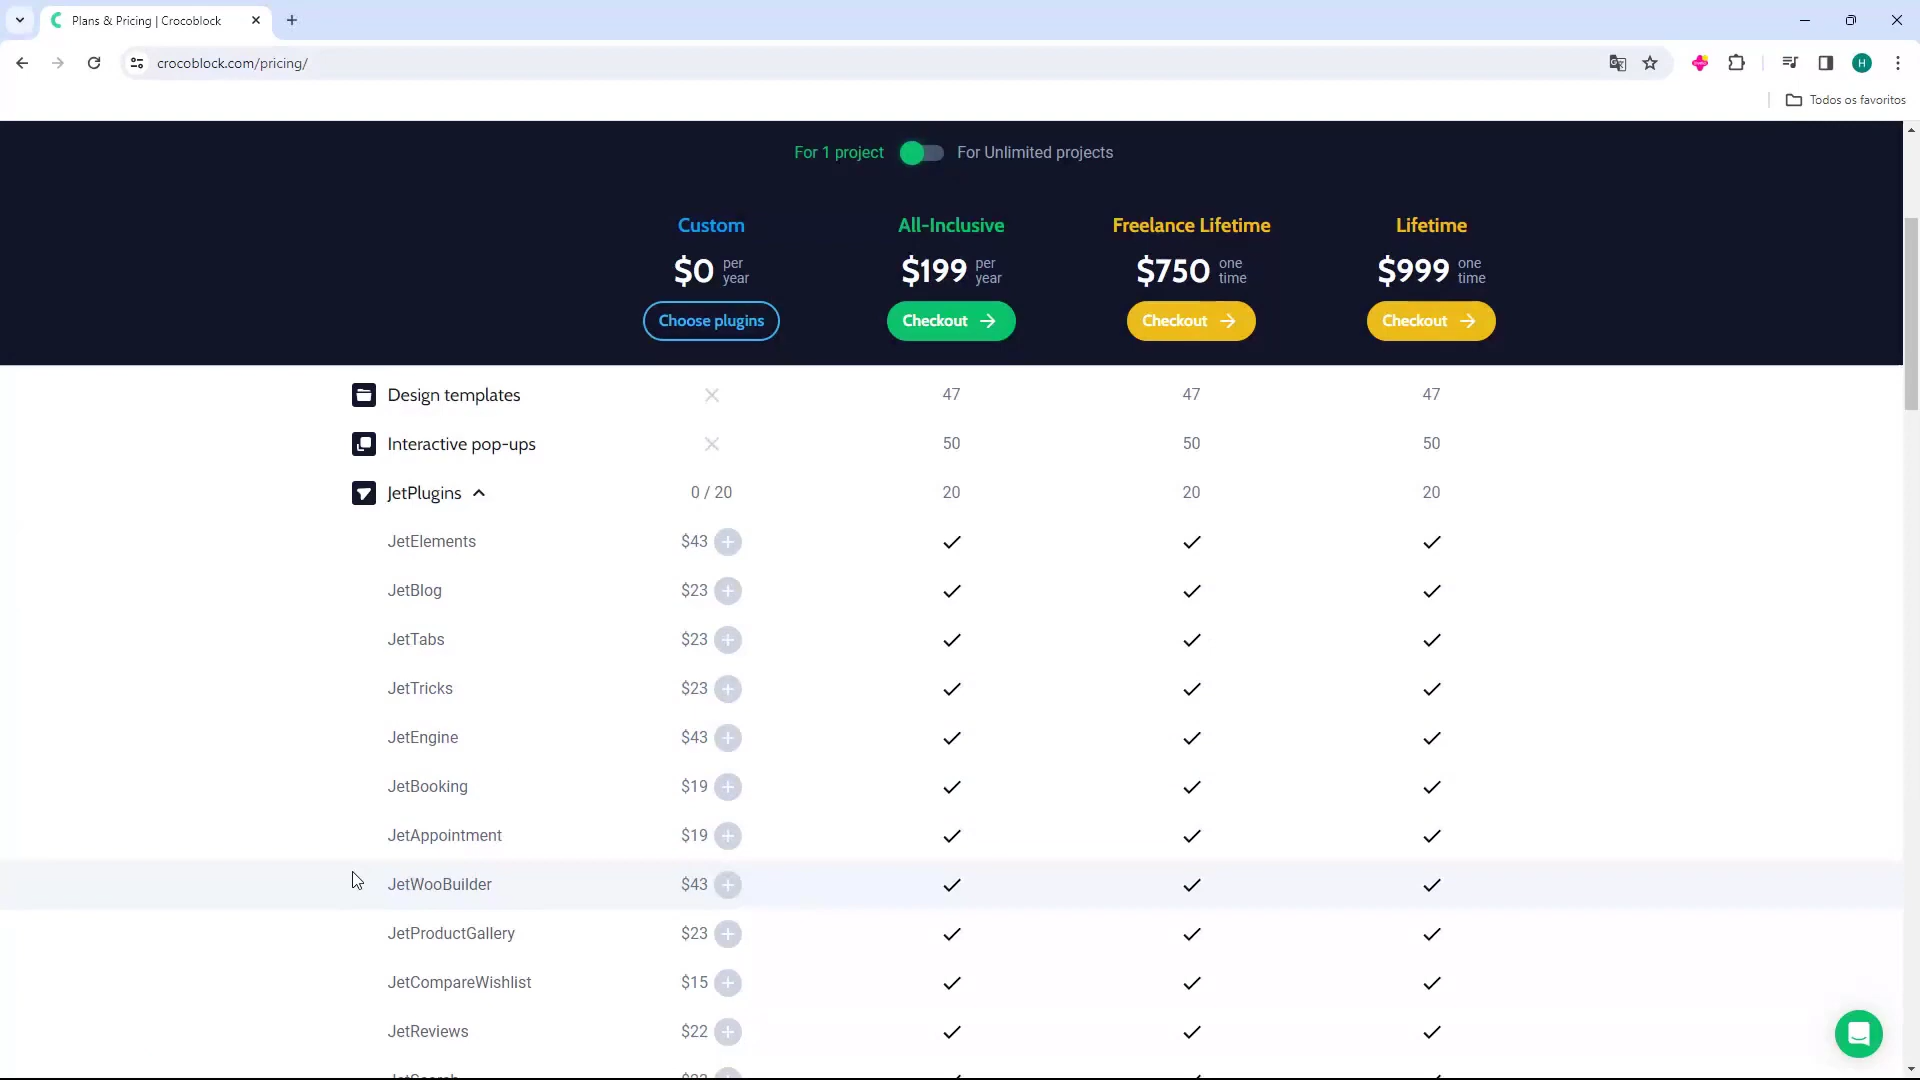 Plans & Pricing | Crocoblock
crocoblock.com/pricing/
H
Todos os favoritos
For 1 project For Unlimited projects
Custom All-Inclusive Freelance Lifetime Lifetime
$0 per year $199 per year $750 one time $999 one time
Choose plugins Checkout Checkout Checkout
Design templates 47 47 47
Interactive pop-ups 50 50 50
JetPlugins 0 / 20 20 20 20
JetElements $43
JetBlog $23
JetTabs $23
JetTricks $23
JetEngine $43
JetBooking $19
JetAppointment $19
JetWooBuilder $43
JetProductGallery $23
JetCompareWishlist $15
JetReviews $22